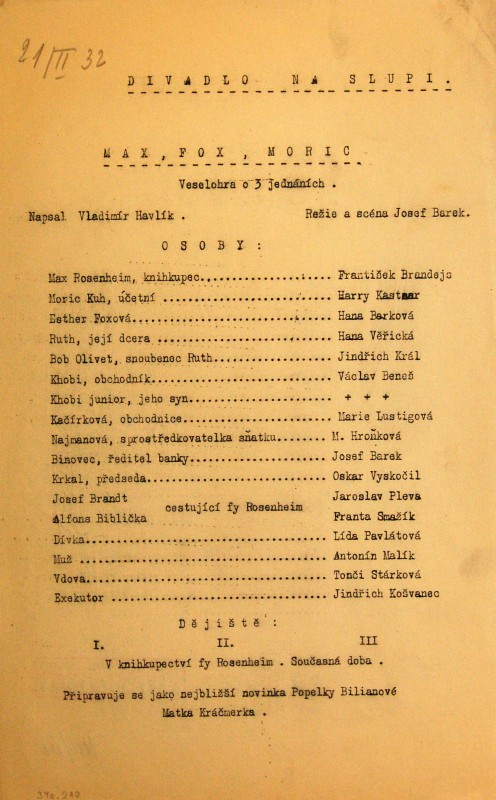 21/II 32
DIVADLO NA SLUPI.
MAX, FOX, MORIC
Veselohra o 3 jednáních .
Napsal Vladimír Havlík .
Režie a scéna Josef Barek.
OSOBY:
Max Rosenheim, knihkupec.................... František Brandejs
Moric Kuh, účetní .......................... Harry Kastnar
Esther Foxová............................... Hana Barková
Ruth, její dcera ........................... Hana Věřická
Bob Olivet, snoubenec Ruth.................. Jindřich Král
Khobi, obchodník............................ Václav Beneš
Khobi junior, jeho syn...................... + + +
Kačírková, obchodnice....................... Marie Lustigová
Najmanová, sprostředkovatelka sňatku........ M. Hroňková
Binovec, ředitel banky...................... Josef Barek
Krkal, předseda............................. Oskar Vyskočil
Josef Brandt Jaroslav Pleva
cestující fy Rosenheim
Alfons Biblička Franta Smažík
Dívka....................................... Lída Pavlátová
Muž ........................................ Antonín Malík
Vdova....................................... Tonči Stárková
Exekutor ................................... Jindřich Košvanec
Dějiště:
I. II. III
V knihkupectví fy Rosenheim . Současná doba .
Připravuje se jako nejbližší novinka Popelky Bilianové
Matka Kráčmerka .